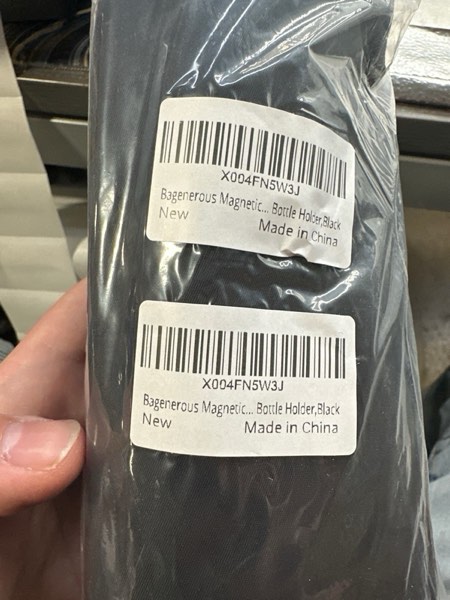 X004FN5W3J
Bagenerous Magnetic... Bottle Holder,Black
New
Made in China
X004FN5W3J
Bagenerous Magnetic... Bottle Holder,Black
New
Made in China